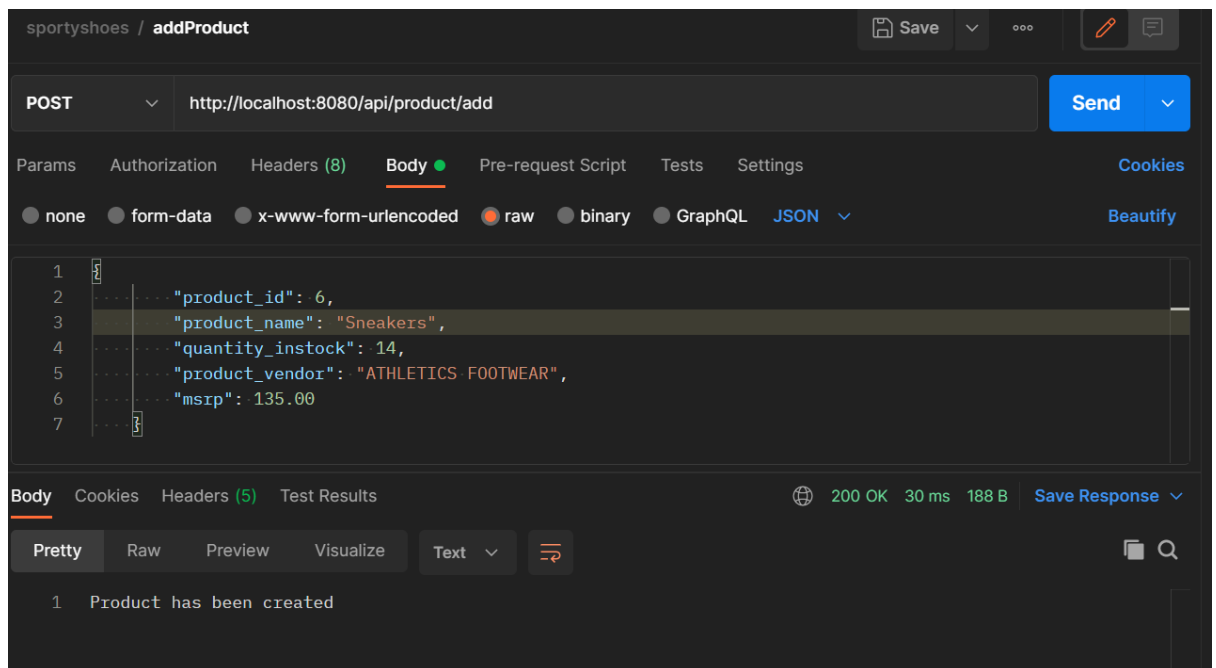 sportyshoes / addProduct
Save
POST http://localhost:8080/api/product/add Send
Params Authorization Headers (8) Body Pre-request Script Tests Settings Cookies
none form-data x-www-form-urlencoded raw binary GraphQL JSON Beautify
1 {
2 "product_id": 6,
3 "product_name": "Sneakers",
4 "quantity_instock": 14,
5 "product_vendor": "ATHLETICS FOOTWEAR",
6 "msrp": 135.00
7 }
Body Cookies Headers (5) Test Results 200 OK 30 ms 188 B Save Response
Pretty Raw Preview Visualize Text
1 Product has been created